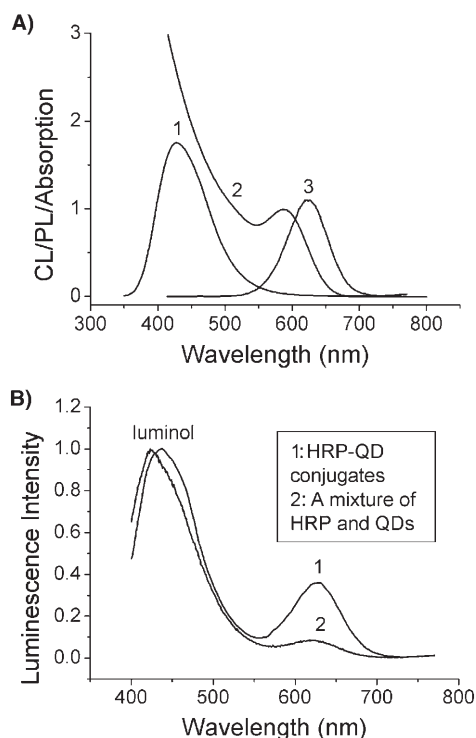 A)
3
2
1
0
1
2
3
CL/PL/Absorption
300 400 500 600 700 800
Wavelength (nm)
B)
1.2
1.0
0.8
0.6
0.4
0.2
0.0
luminol
1:HRP-QD
conjugates
2: A mixture of
HRP and QDs
1
2
Luminescence Intensity
400 500 600 700 800
Wavelength (nm)